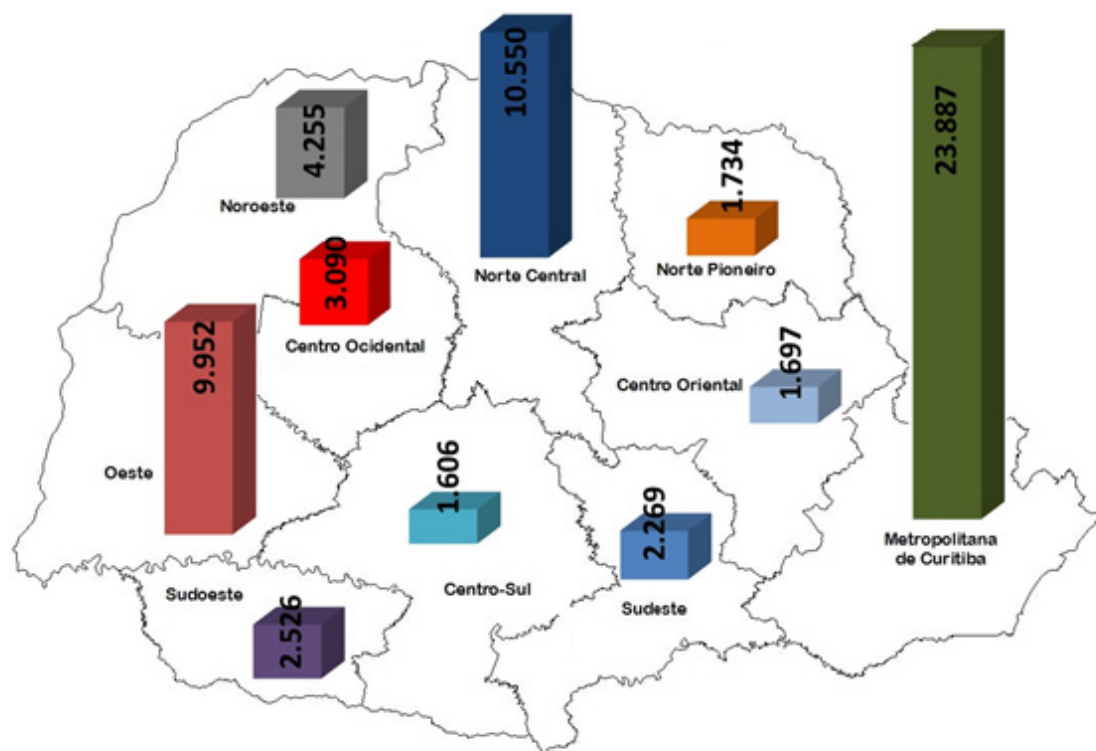 10.550
23.887
4.255
1.734
Noroeste
Norte Central
Norte Pioneiro
3.090
Centro Ocidental
9.952
Centro Oriental
1.697
Oeste
1.606
2.269
Metropolitana
de Curitiba
Sudoeste
Centro-Sul
Sudeste
2.526